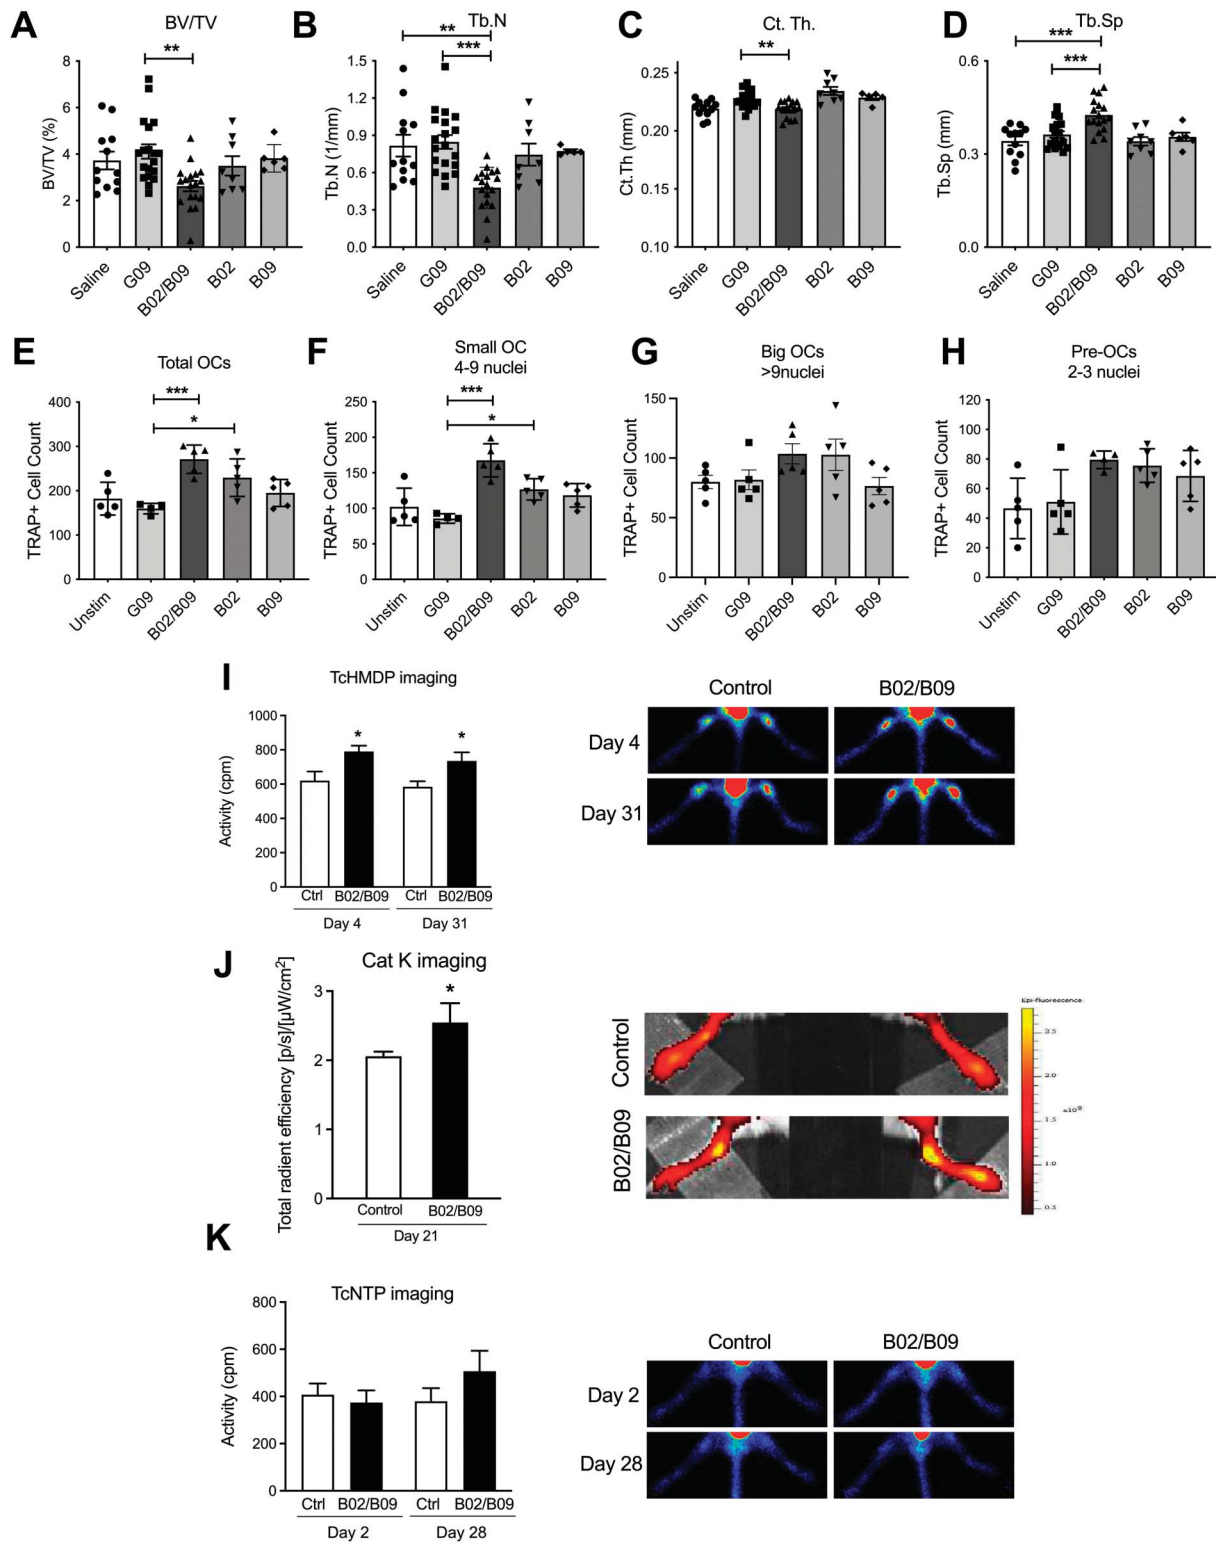 A
BV/TV
**
BV/TV (%)
8
6
4
2
0
Saline
G09
B02/B09
B02
B09
B
Tb.N
**
***
Tb.N (1/mm)
1.5
1.2
0.9
0.6
0.3
0.0
Saline
G09
B02/B09
B02
B09
C
Ct. Th.
**
Ct.Th (mm)
0.25
0.20
0.15
0.10
Saline
G09
B02/B09
B02
B09
D
Tb.Sp
***
***
Tb.Sp (mm)
0.6
0.3
0.0
Saline
G09
B02/B09
B02
B09
E
Total OCs
***
*
TRAP+ Cell Count
400
300
200
100
0
Unstim
G09
B02/B09
B02
B09
F
Small OC
4-9 nuclei
***
*
TRAP+ Cell Count
250
200
150
100
50
0
Unstim
G09
B02/B09
B02
B09
G
Big OCs
>9nuclei
TRAP+ Cell Count
150
100
50
0
Unstim
G09
B02/B09
B02
B09
H
Pre-OCs
2-3 nuclei
TRAP+ Cell Count
120
100
80
60
40
20
0
Unstim
G09
B02/B09
B02
B09
I
TcHMDP imaging
Activity (cpm)
1000
800
600
400
200
0
*
*
Ctrl B02/B09 Ctrl B02/B09
Day 4 Day 31
Control B02/B09
Day 4
Day 31
J
Cat K imaging
Total radient efficiency [p/s]/[µW/cm²]
3
2
1
0
*
Control B02/B09
Day 21
Control
B02/B09
Epi-fluorescence
2.5
2.0
1.5
1.0
0.5
K
TcNTP imaging
Activity (cpm)
800
600
400
200
0
Ctrl B02/B09 Ctrl B02/B09
Day 2 Day 28
Control B02/B09
Day 2
Day 28